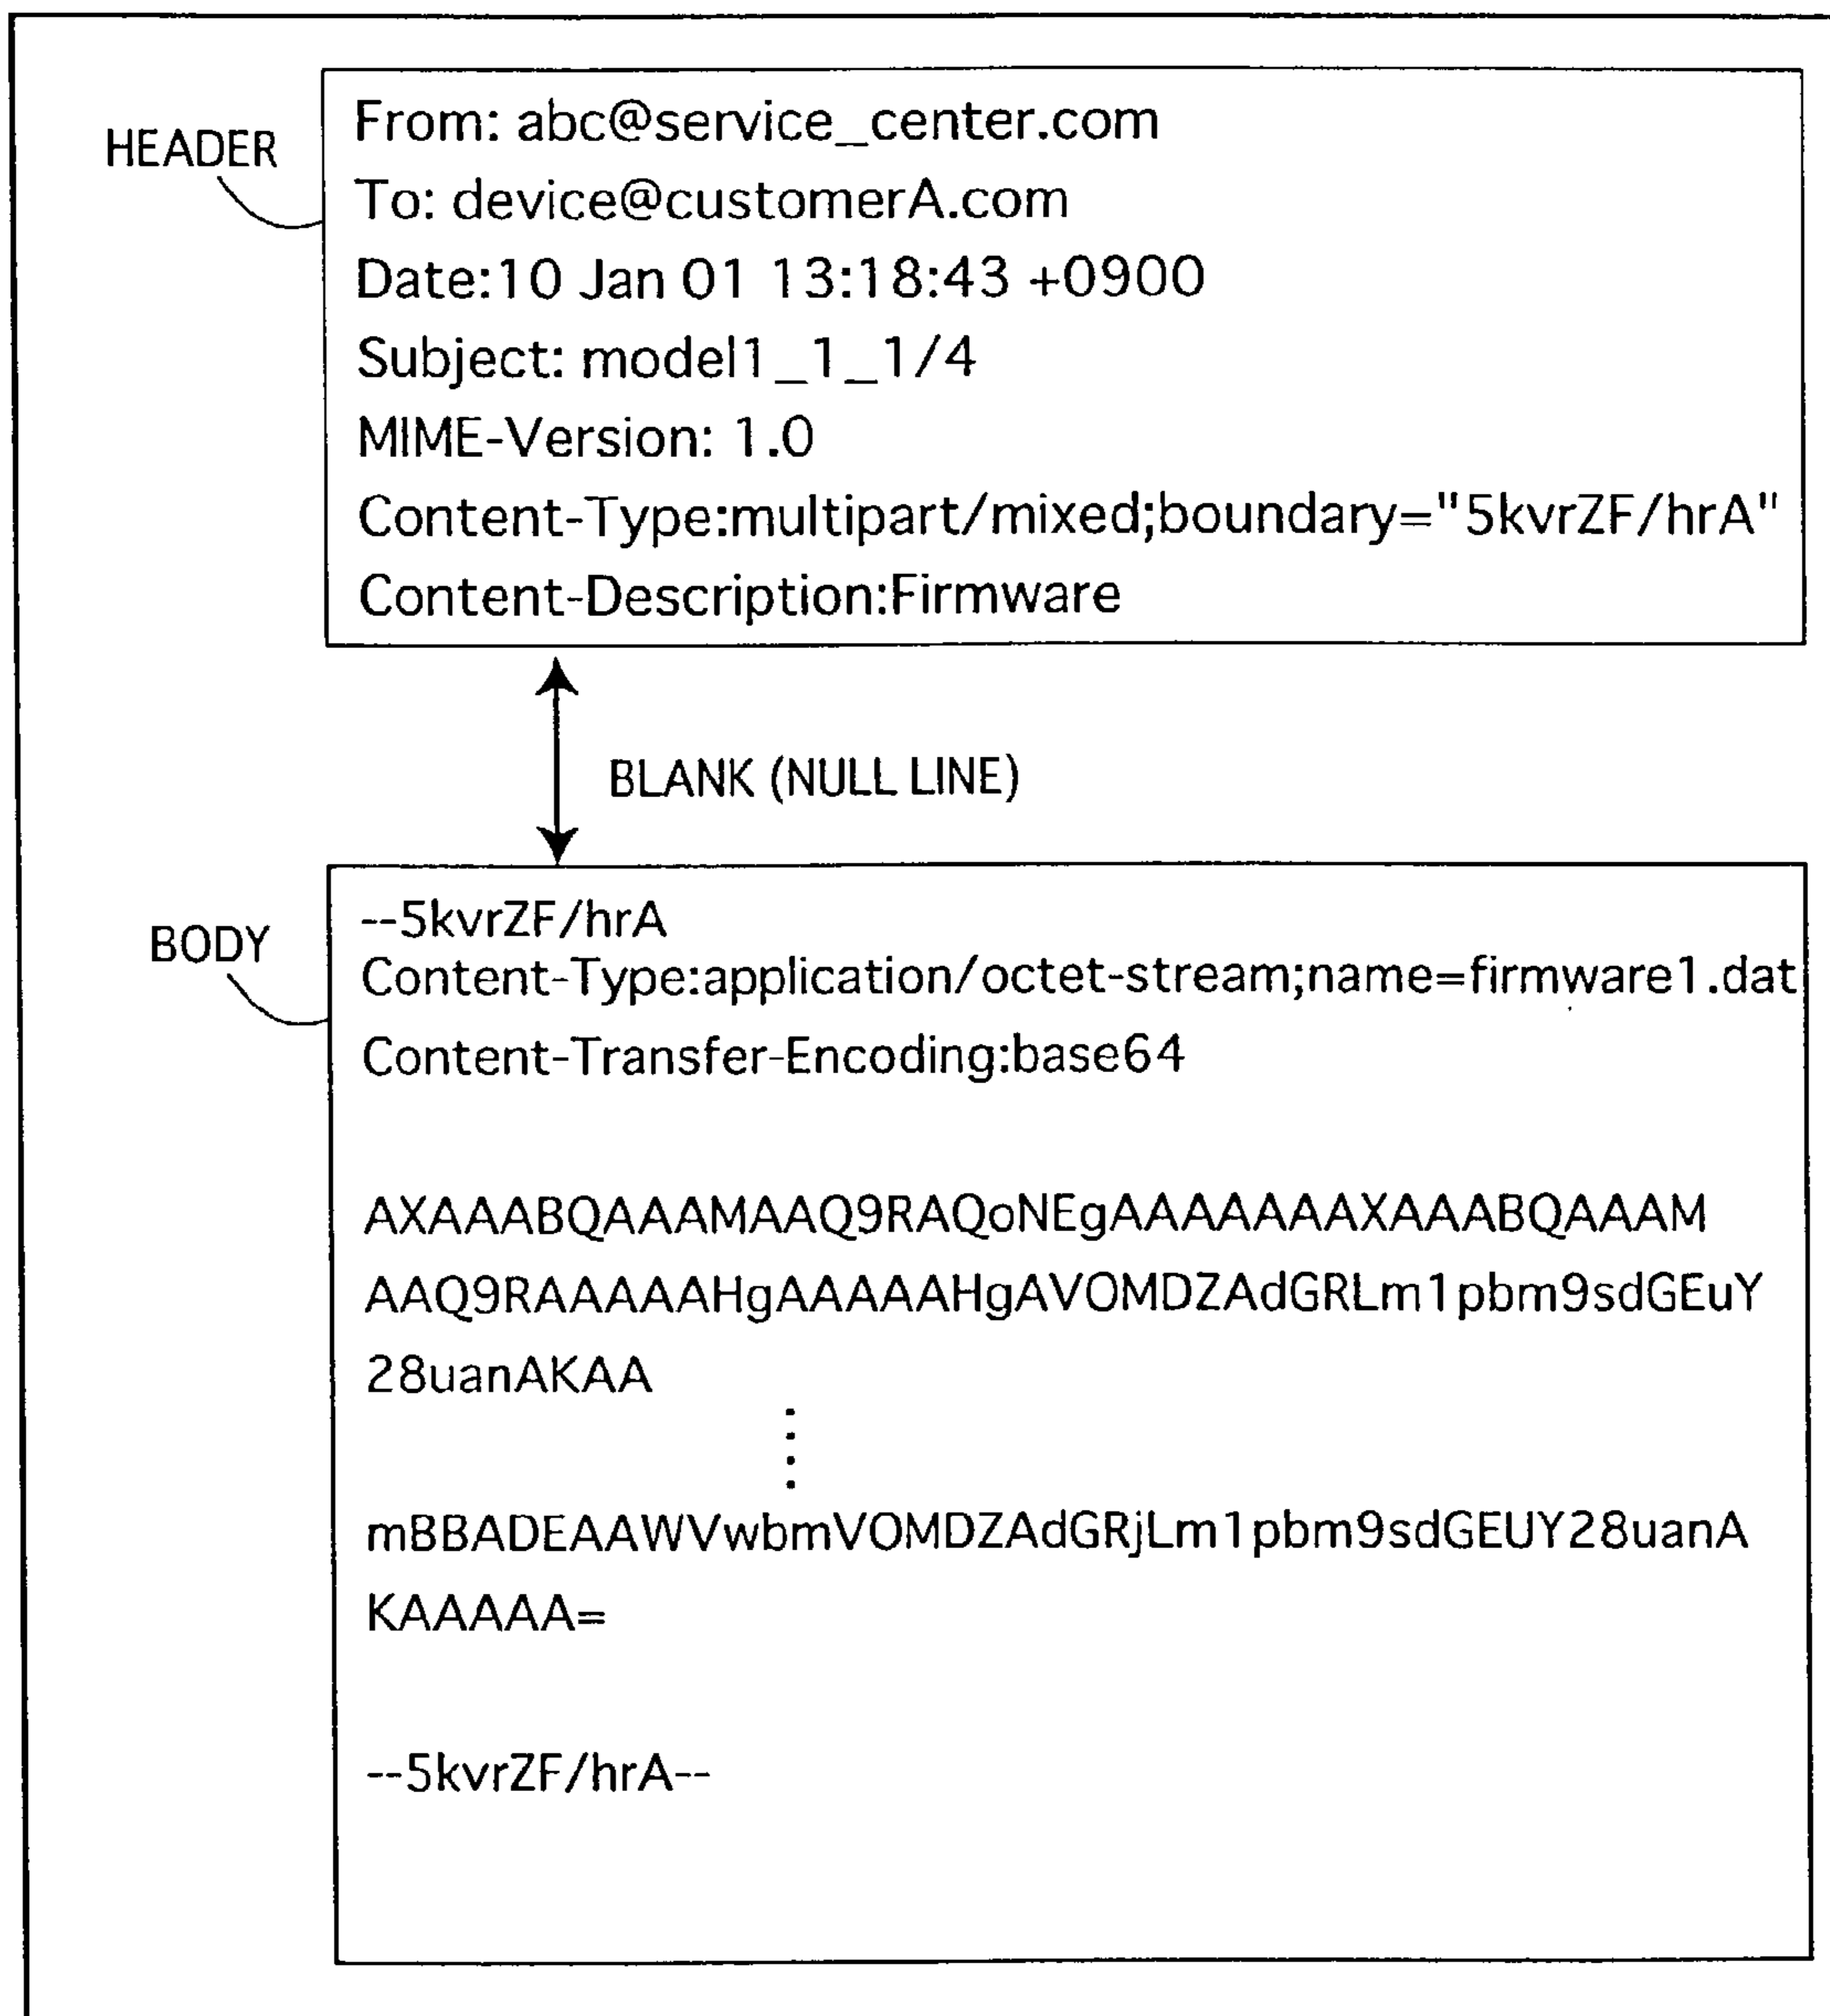 HEADER
From: abc@service_center.com
To: device@customerA.com
Date:10 Jan 01 13:18:43 +0900
Subject: model1_1_1/4
MIME-Version: 1.0
Content-Type:multipart/mixed;boundary="5kvrZF/hrA"
Content-Description:Firmware
BLANK (NULL LINE)
BODY
--5kvrZF/hrA
Content-Type:application/octet-stream;name=firmware1.dat
Content-Transfer-Encoding:base64
AXAAABQAAAMAAQ9RAQoNEgAAAAAAAXAAABQAAAM
AAQ9RAAAAAHgAAAAAHgAVOMDZAdGRLm1pbm9sdGEuY
28uanAKAA
mBBADEAAWVwbmVOMDZAdGRjLm1pbm9sdGEUY28uanA
KAAAAA=
--5kvrZF/hrA--